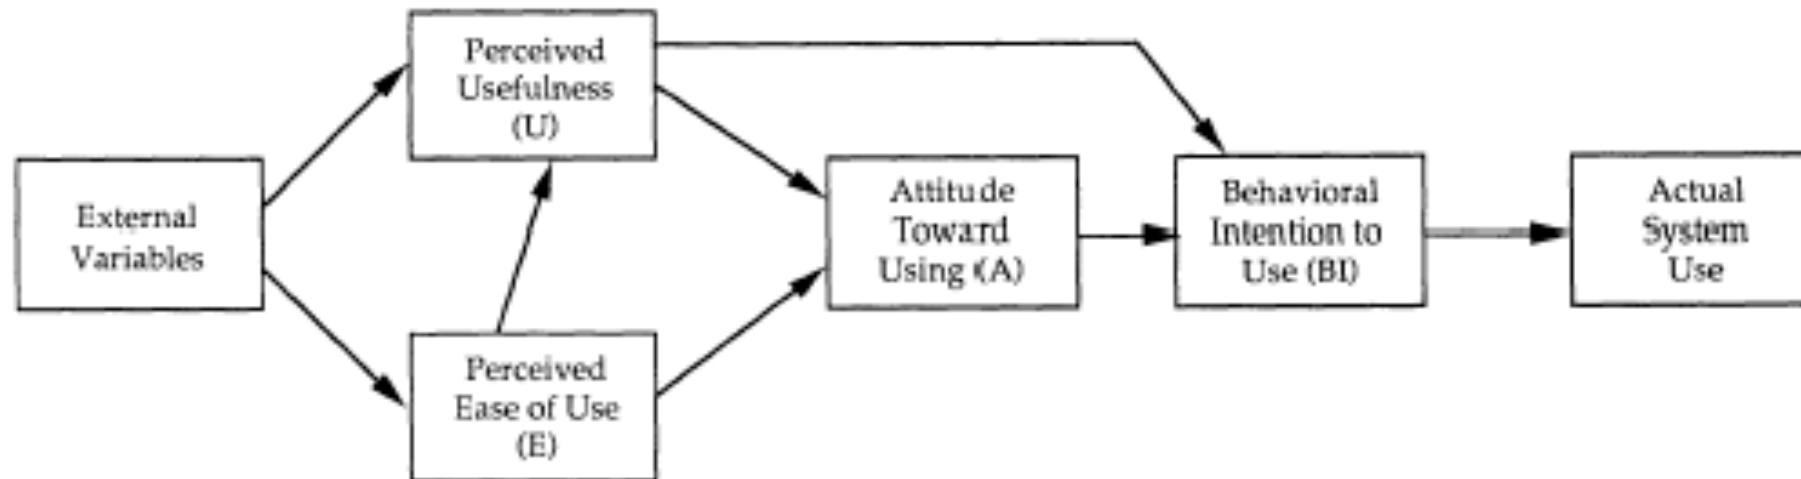 Perceived
Usefulness
(U)
External
Variables
Attitude
Toward
Using (A)
Behavioral
Intention to
Use (BI)
Actual
System
Use
Perceived
Ease of Use
(E)